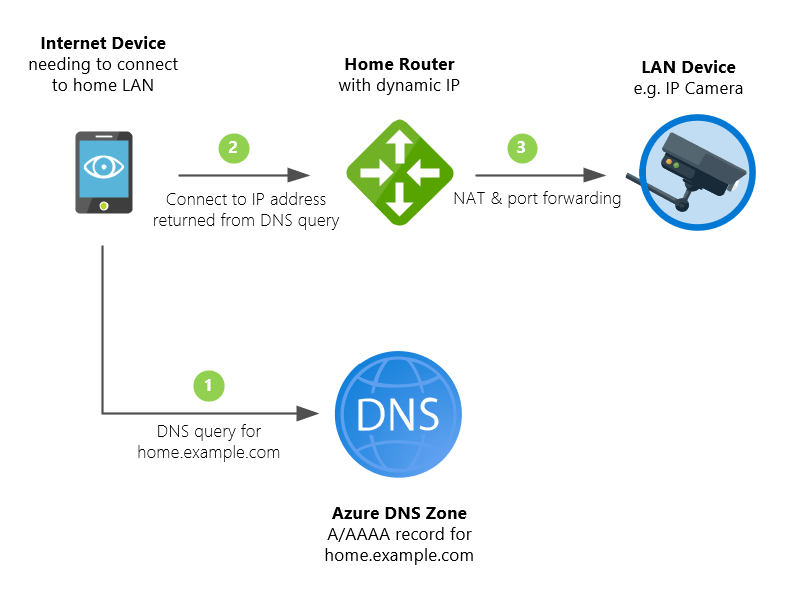 Internet Device
needing to connect
to home LAN
Home Router
with dynamic IP
LAN Device
e.g. IP Camera
2
Connect to IP address
returned from DNS query
3
NAT & port forwarding
1
DNS query for
home.example.com
DNS
Azure DNS Zone
A/AAAA record for
home.example.com